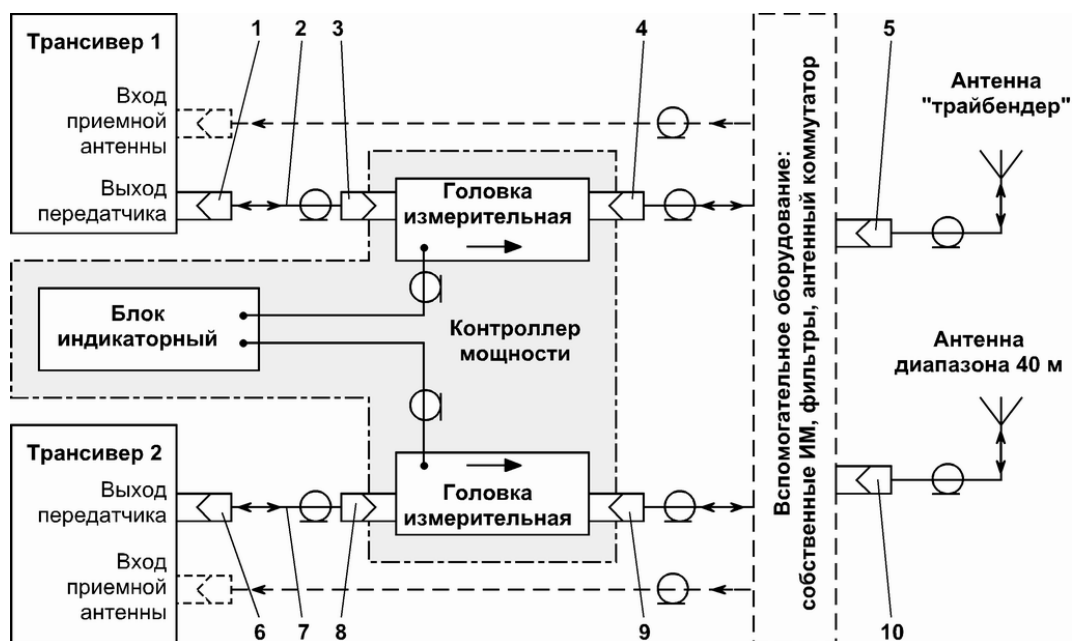 Трансивер 1
1
2
3
4
5
Вход
приемной
антенны
Выход
передатчика
Головка
измерительная
Антенна
"трайбендер"
Блок
индикаторный
Контроллер
мощности
Вспомогательное оборудование:
собственные ИМ, фильтры, антенный коммутатор
Антенна
диапазона 40 м
Трансивер 2
Выход
передатчика
Головка
измерительная
Вход
приемной
антенны
6
7
8
9
10